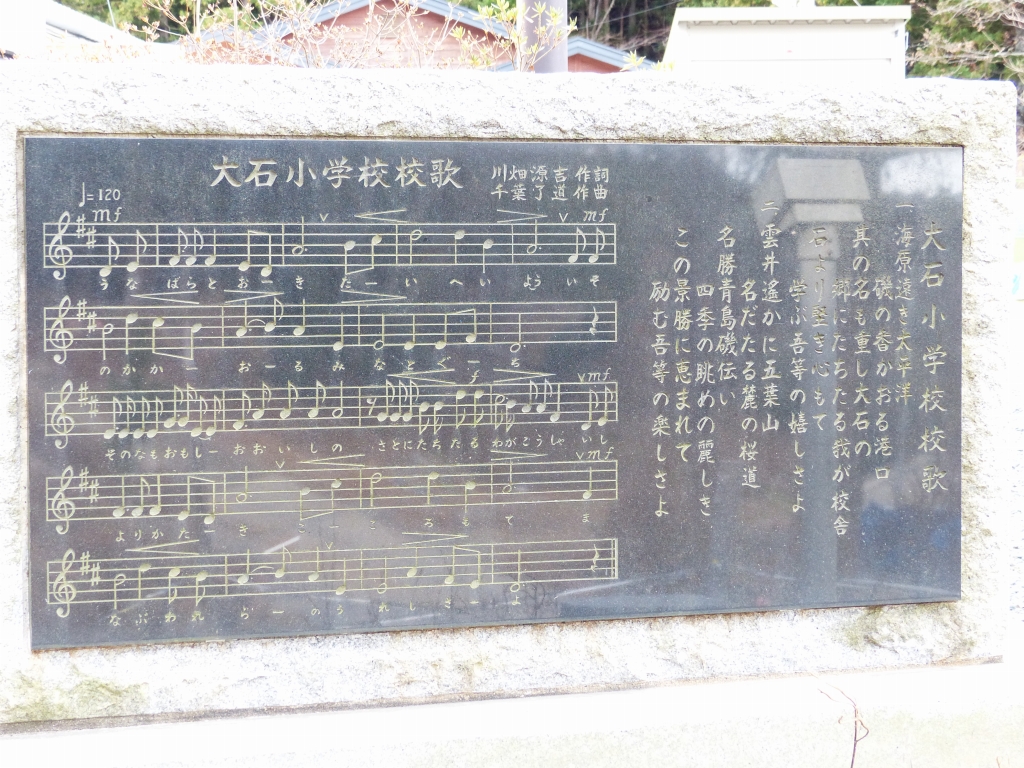 大石小学校校歌
川畑源吉 作詞
千葉了道 作曲
♩=120
mf
mf
うな ばらと おーき たーい へい よう いそ
のかかー おーる みなとぐーち
f
mf
そのなもおもしー おおいしの さとにたちたる わがこうしゃ いし
mf
よりかたーき こーころもて ま
なぶわれ らーのうれしさーよ
大石小学校校歌
一 海原遠き太平洋
磯の香かおる港口
其の名も重し大石の
郷にたちたる我が校舎
石より堅き心もて
学ぶ吾等の嬉しさよ
二 雲井遙かに五葉山
名だたる麓の桜道
名勝青島磯伝い
四季の眺めの麗しき
この景勝に恵まれて
励む吾等の楽しさよ